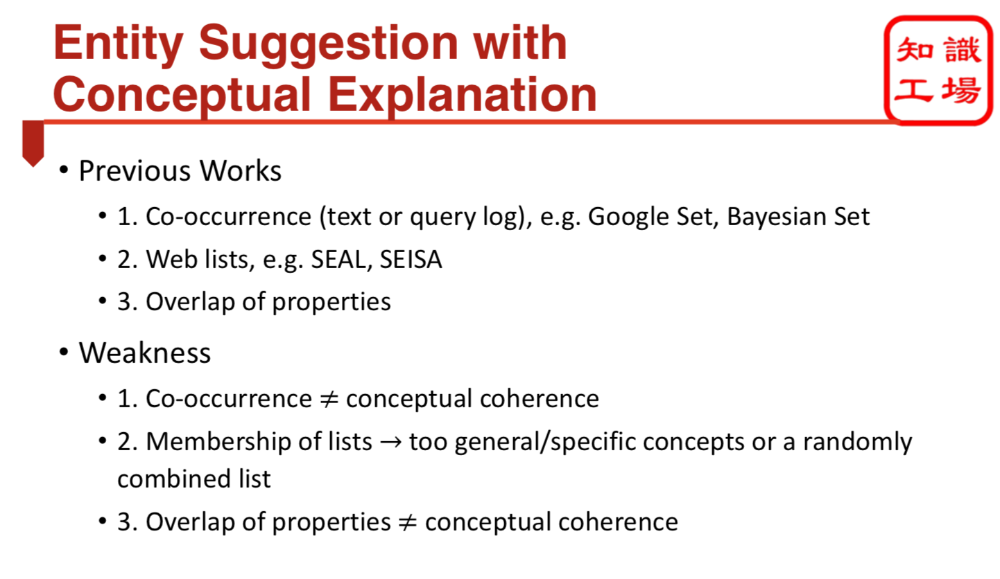 Entity Suggestion with
Conceptual Explanation
知識
工場
• Previous Works
• 1. Co-occurrence (text or query log), e.g. Google Set, Bayesian Set
• 2. Web lists, e.g. SEAL, SEISA
• 3. Overlap of properties
• Weakness
• 1. Co-occurrence ≠ conceptual coherence
• 2. Membership of lists → too general/specific concepts or a randomly
combined list
• 3. Overlap of properties ≠ conceptual coherence